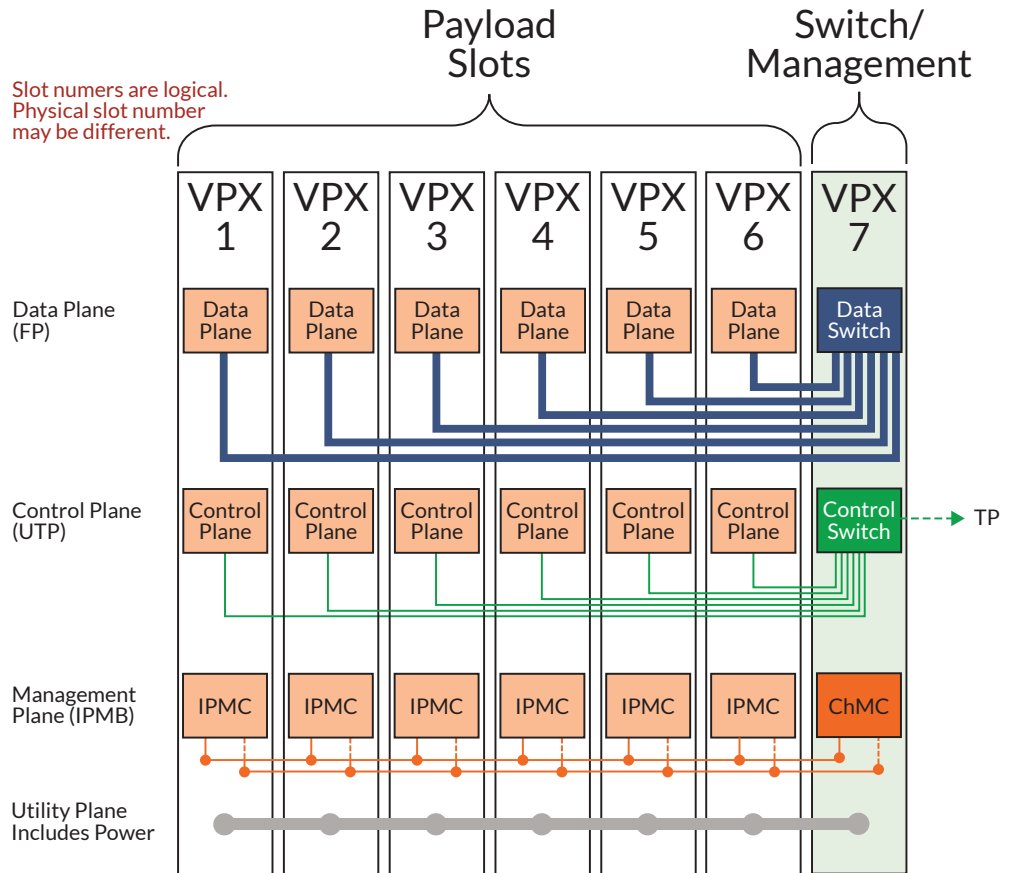 Payload
Slots
Switch/
Management
Slot numers are logical.
Physical slot number
may be different.
VPX
1
VPX
2
VPX
3
VPX
4
VPX
5
VPX
6
VPX
7
Data Plane
(FP)
Data
Plane
Data
Plane
Data
Plane
Data
Plane
Data
Plane
Data
Plane
Data
Switch
Control Plane
(UTP)
Control
Plane
Control
Plane
Control
Plane
Control
Plane
Control
Plane
Control
Plane
Control
Switch
TP
Management
Plane (IPMB)
IPMC
IPMC
IPMC
IPMC
IPMC
IPMC
ChMC
Utility Plane
Includes Power